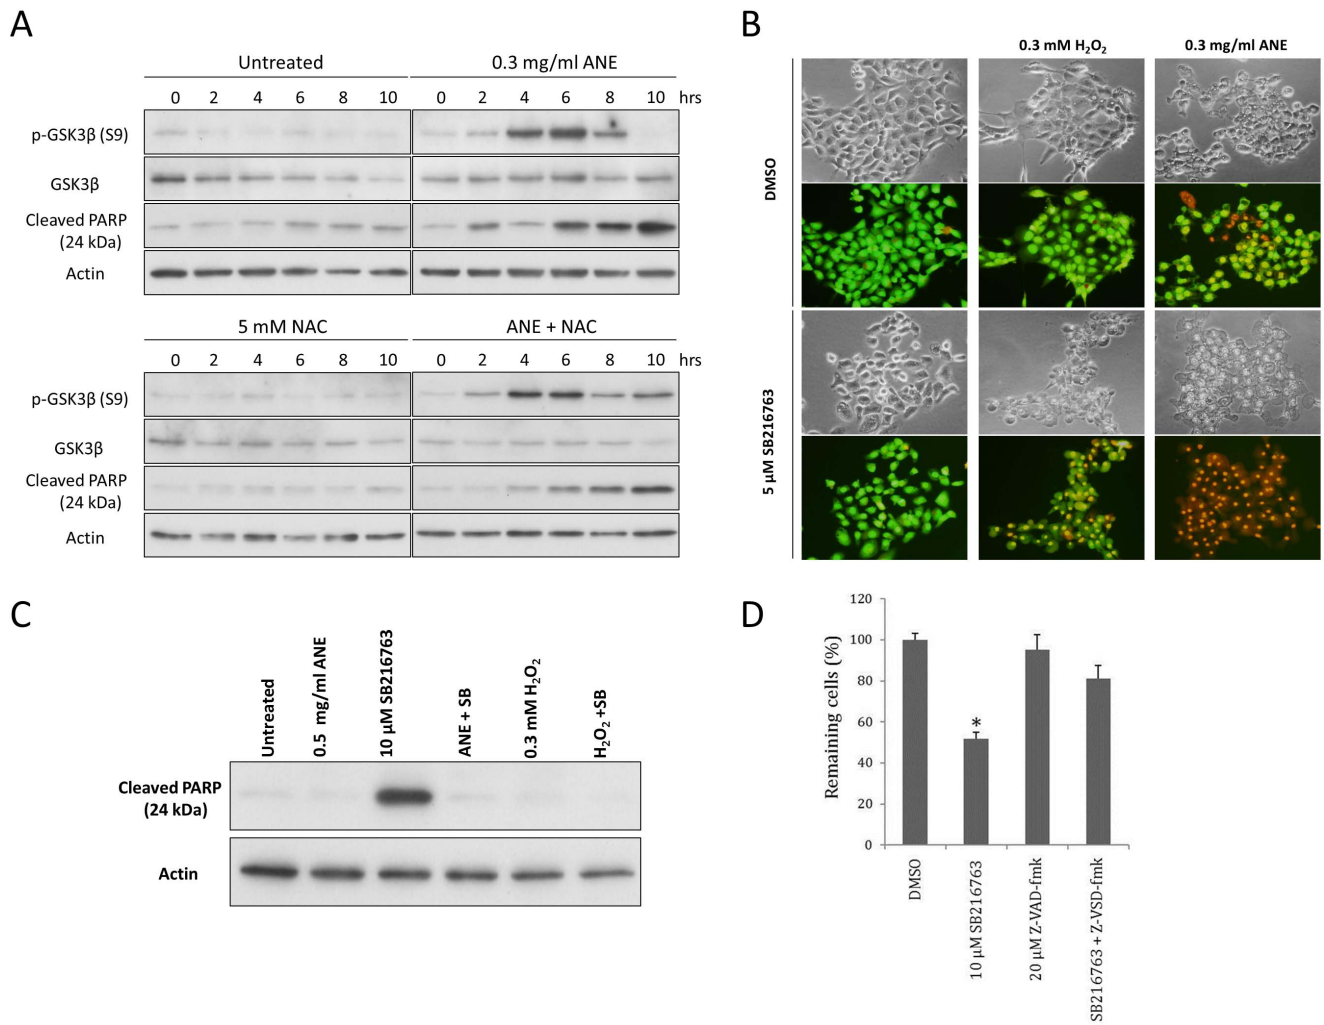 A
Untreated
0.3 mg/ml ANE
0 2 4 6 8 10 0 2 4 6 8 10 hrs
p-GSK3β (S9)
GSK3β
Cleaved PARP
(24 kDa)
Actin
5 mM NAC
ANE + NAC
0 2 4 6 8 10 0 2 4 6 8 10 hrs
p-GSK3β (S9)
GSK3β
Cleaved PARP
(24 kDa)
Actin
B
0.3 mM H₂O₂
0.3 mg/ml ANE
DMSO
5 µM SB216763
C
Untreated
0.5 mg/ml ANE
10 µM SB216763
ANE + SB
0.3 mM H₂O₂
H₂O₂ +SB
Cleaved PARP
(24 kDa)
Actin
D
Remaining cells (%)
120
100
80
60
40
20
0
*
DMSO
10 µM SB216763
20 µM Z-VAD-fmk
SB216763 + Z-VSD-fmk